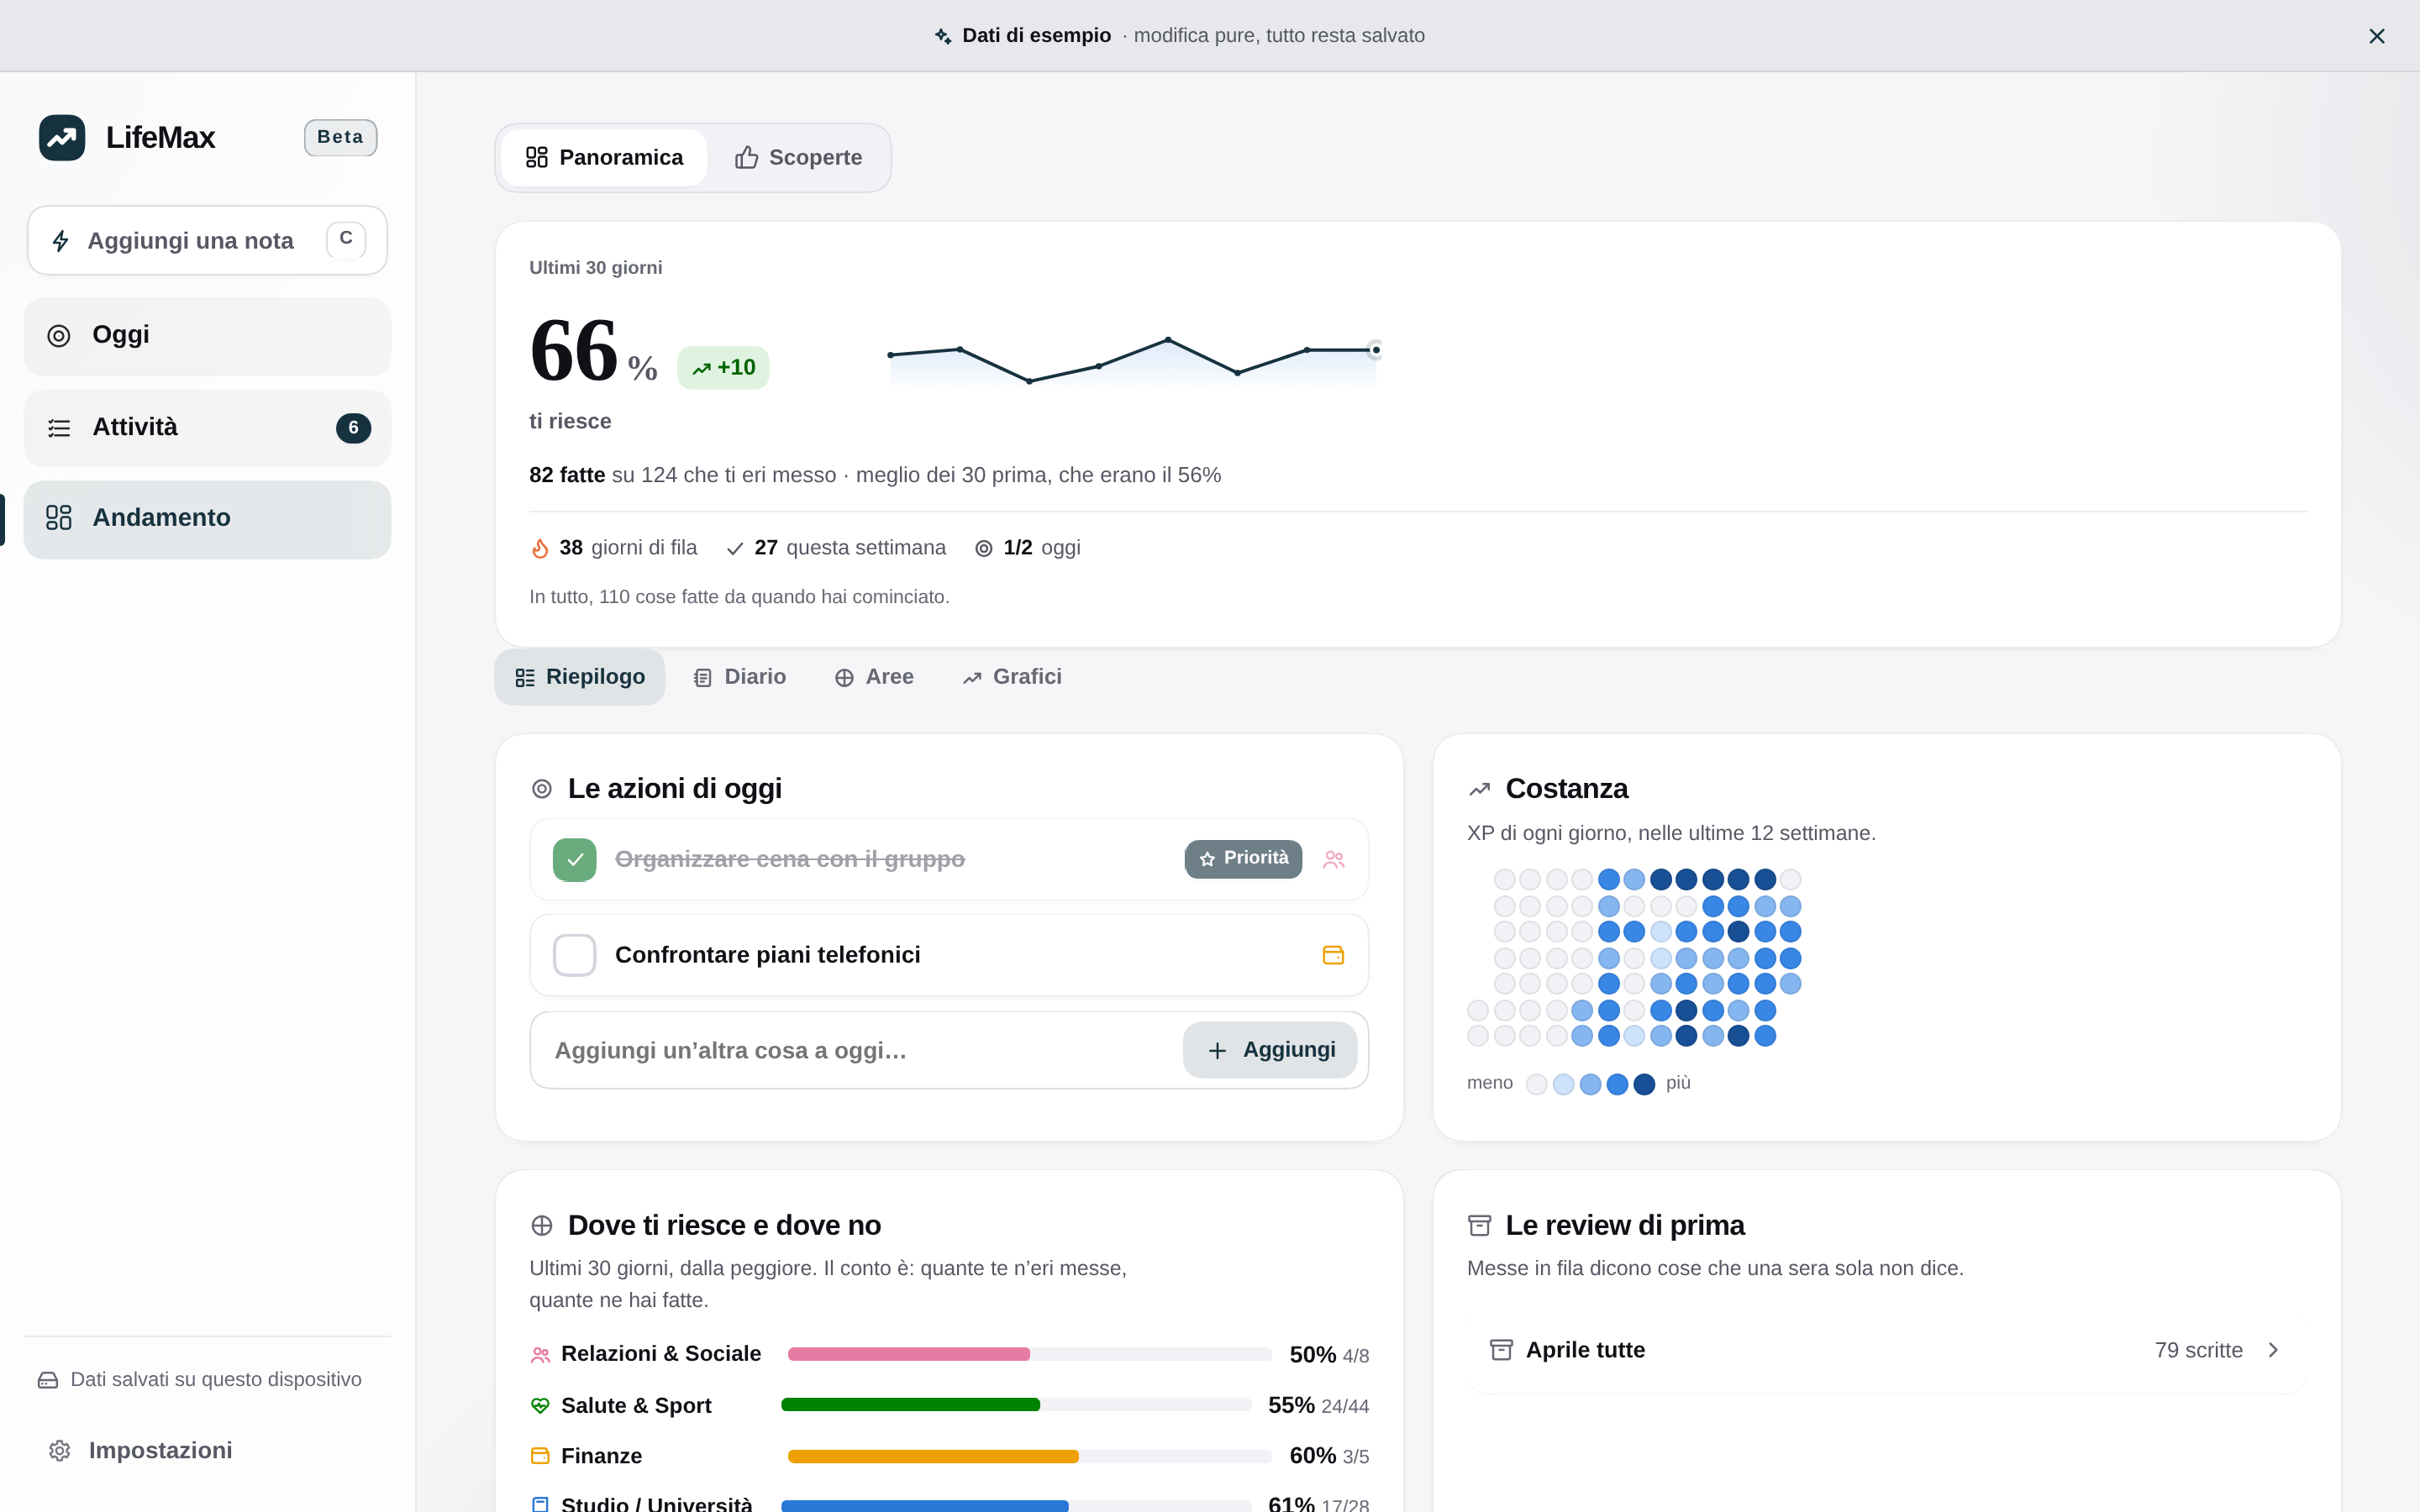 Dati di esempio · modifica pure, tutto resta salvato
LifeMax
Beta
Aggiungi una nota
C
Oggi
Attività
6
Andamento
Dati salvati su questo dispositivo
Impostazioni
Panoramica
Scoperte
Ultimi 30 giorni
66 %
+10
ti riesce
82 fatte su 124 che ti eri messo · meglio dei 30 prima, che erano il 56%
38 giorni di fila
27 questa settimana
1/2 oggi
In tutto, 110 cose fatte da quando hai cominciato.
Riepilogo
Diario
Aree
Grafici
Le azioni di oggi
Organizzare cena con il gruppo
Priorità
Confrontare piani telefonici
Aggiungi un’altra cosa a oggi…
Aggiungi
Costanza
XP di ogni giorno, nelle ultime 12 settimane.
meno
più
Dove ti riesce e dove no
Ultimi 30 giorni, dalla peggiore. Il conto è: quante te n’eri messe,
quante ne hai fatte.
Relazioni & Sociale 50% 4/8
Salute & Sport 55% 24/44
Finanze 60% 3/5
Studio / Università 61% 17/28
Le review di prima
Messe in fila dicono cose che una sera sola non dice.
Aprile tutte
79 scritte